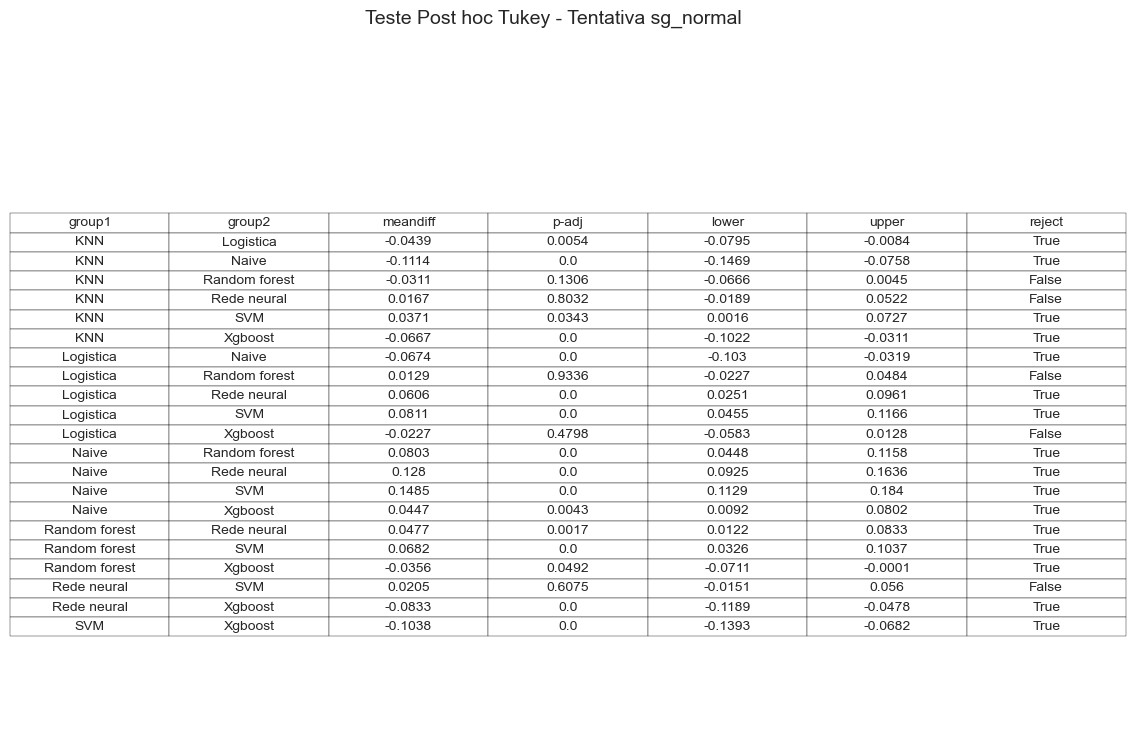 Teste Post hoc Tukey - Tentativa sg_normal
group1 group2 meandiff p-adj lower upper reject
KNN Logistica -0.0439 0.0054 -0.0795 -0.0084 True
KNN Naive -0.1114 0.0 -0.1469 -0.0758 True
KNN Random forest -0.0311 0.1306 -0.0666 0.0045 False
KNN Rede neural 0.0167 0.8032 -0.0189 0.0522 False
KNN SVM 0.0371 0.0343 0.0016 0.0727 True
KNN Xgboost -0.0667 0.0 -0.1022 -0.0311 True
Logistica Naive -0.0674 0.0 -0.103 -0.0319 True
Logistica Random forest 0.0129 0.9336 -0.0227 0.0484 False
Logistica Rede neural 0.0606 0.0 0.0251 0.0961 True
Logistica SVM 0.0811 0.0 0.0455 0.1166 True
Logistica Xgboost -0.0227 0.4798 -0.0583 0.0128 False
Naive Random forest 0.0803 0.0 0.0448 0.1158 True
Naive Rede neural 0.128 0.0 0.0925 0.1636 True
Naive SVM 0.1485 0.0 0.1129 0.184 True
Naive Xgboost 0.0447 0.0043 0.0092 0.0802 True
Random forest Rede neural 0.0477 0.0017 0.0122 0.0833 True
Random forest SVM 0.0682 0.0 0.0326 0.1037 True
Random forest Xgboost -0.0356 0.0492 -0.0711 -0.0001 True
Rede neural SVM 0.0205 0.6075 -0.0151 0.056 False
Rede neural Xgboost -0.0833 0.0 -0.1189 -0.0478 True
SVM Xgboost -0.1038 0.0 -0.1393 -0.0682 True